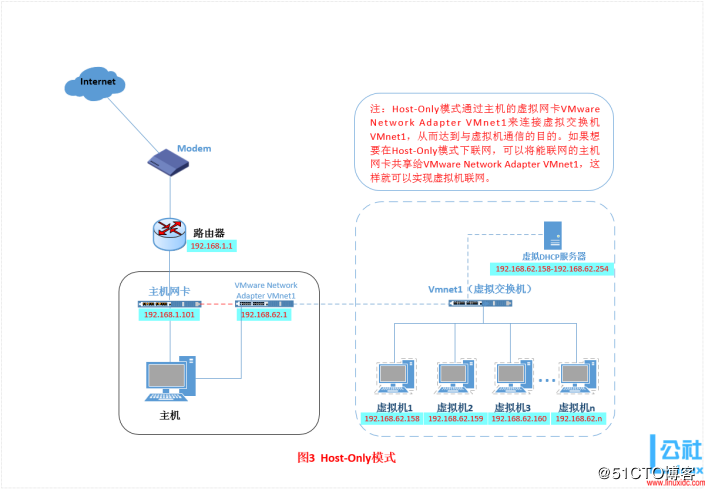 Internet
Modem
路由器
192.168.1.1
注：Host-Only模式通过主机的虚拟网卡VMware
Network Adapter VMnet1来连接虚拟交换机
VMnet1，从而达到与虚拟机通信的目的。如果想
要在Host-Only模式下联网，可以将能联网的主机
网卡共享给VMware Network Adapter VMnet1，这
样就可以实现虚拟机联网。
虚拟DHCP服务器
192.168.62.158-192.168.62.254
主机网卡
192.168.1.101
VMware Network
Adapter VMnet1
192.168.62.1
Vmnet1（虚拟交换机）
主机
虚拟机1
192.168.62.158
虚拟机2
192.168.62.159
虚拟机3
192.168.62.160
...
虚拟机n
192.168.62.n
图3 Host-Only模式
公社
@51CTO博客
www.linuxidc.com